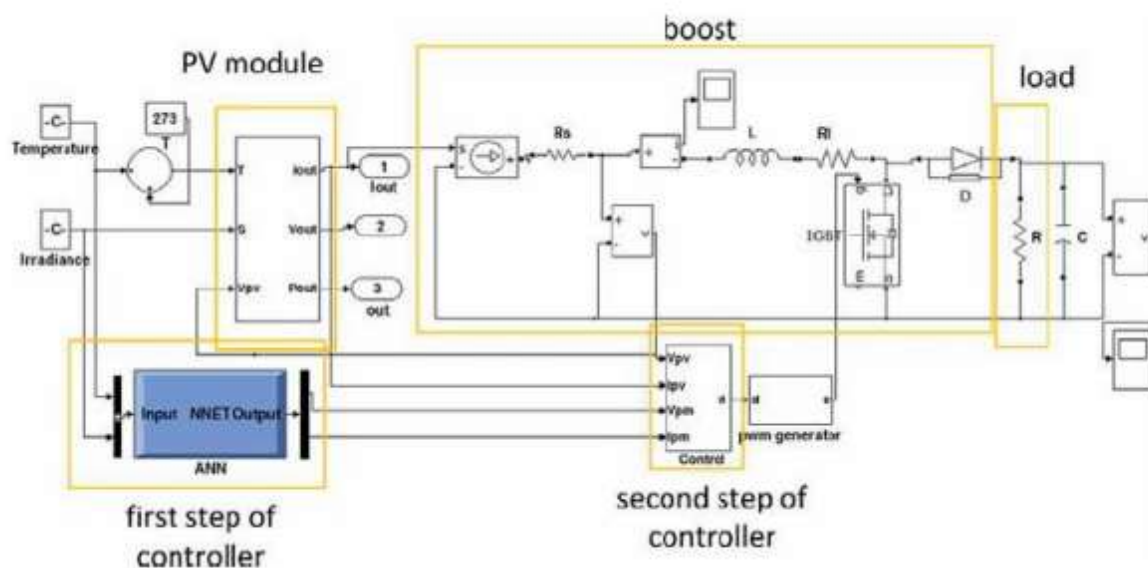 boost
PV module
load
-C-
Temperature
273
T
-C-
Irradiance
T
S
Vpv
Iout
Vout
Pout
1
Iout
2
3
out
s
Rs
+
-
i
L
Rl
D
g
IGBT
m
+
-
v
R
C
+
-
v
Input
NNET Output
ANN
first step of
controller
Vpv
Ipv
Vpm
Ipm
d
Control
pwm generator
second step of
controller